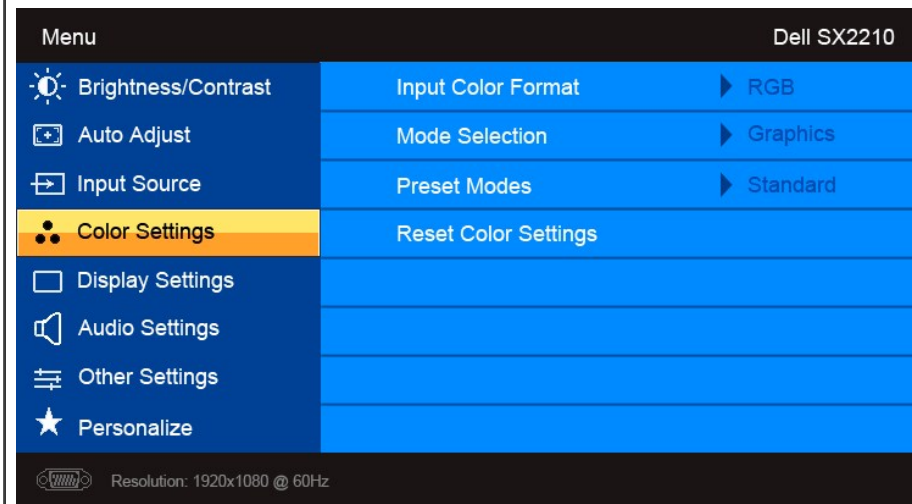 Menu Dell SX2210
Brightness/Contrast Input Color Format RGB
Auto Adjust Mode Selection Graphics
Input Source Preset Modes Standard
Color Settings Reset Color Settings
Display Settings
Audio Settings
Other Settings
Personalize
Resolution: 1920x1080 @ 60Hz